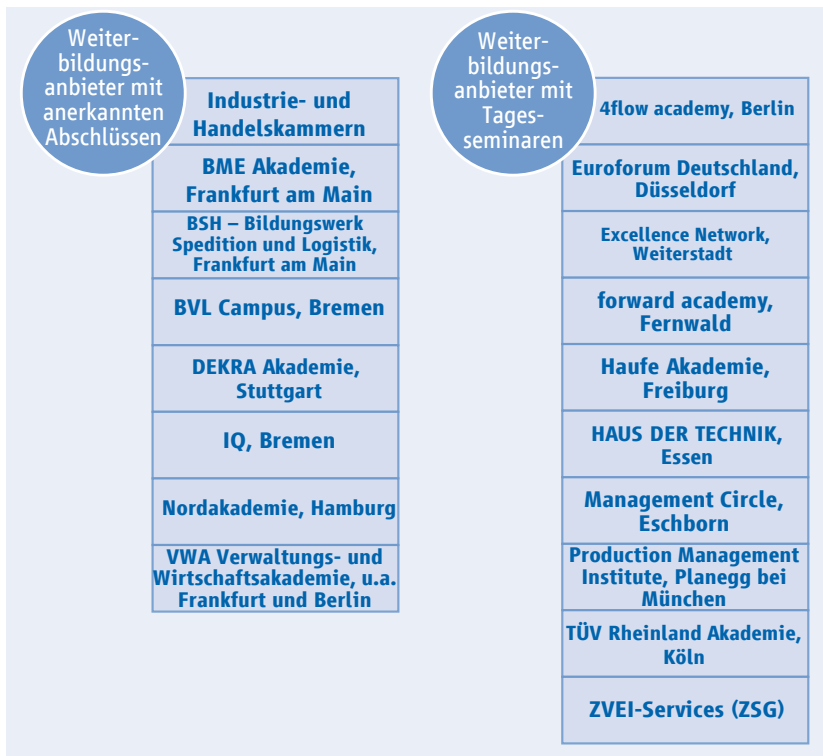 Weiter-
bildungs-
anbieter mit
anerkannten
Abschlüssen
Industrie- und
Handelskammern
BME Akademie,
Frankfurt am Main
BSH – Bildungswerk
Spedition und Logistik,
Frankfurt am Main
BVL Campus, Bremen
DEKRA Akademie,
Stuttgart
IQ, Bremen
Nordakademie, Hamburg
VWA Verwaltungs- und
Wirtschaftsakademie, u.a.
Frankfurt und Berlin
Weiter-
bildungs-
anbieter mit
Tages-
seminaren
4flow academy, Berlin
Euroforum Deutschland,
Düsseldorf
Excellence Network,
Weiterstadt
forward academy,
Fernwald
Haufe Akademie,
Freiburg
HAUS DER TECHNIK,
Essen
Management Circle,
Eschborn
Production Management
Institute, Planegg bei
München
TÜV Rheinland Akademie,
Köln
ZVEI-Services (ZSG)